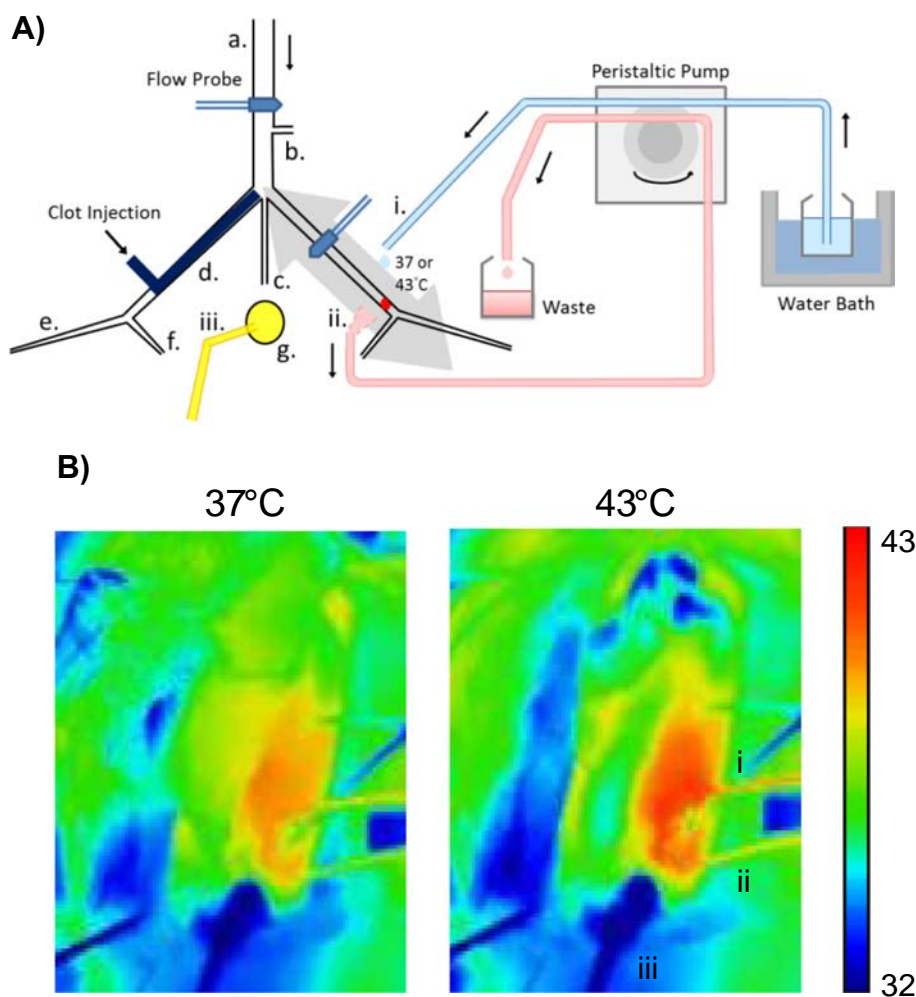 A)
a.
Flow Probe
b.
Clot Injection
d.
c.
e.
f.
iii.
g.
i.
37 or
43°C
ii.
Peristaltic Pump
Waste
Water Bath
B)
37°C
43°C
43
i
ii
iii
32